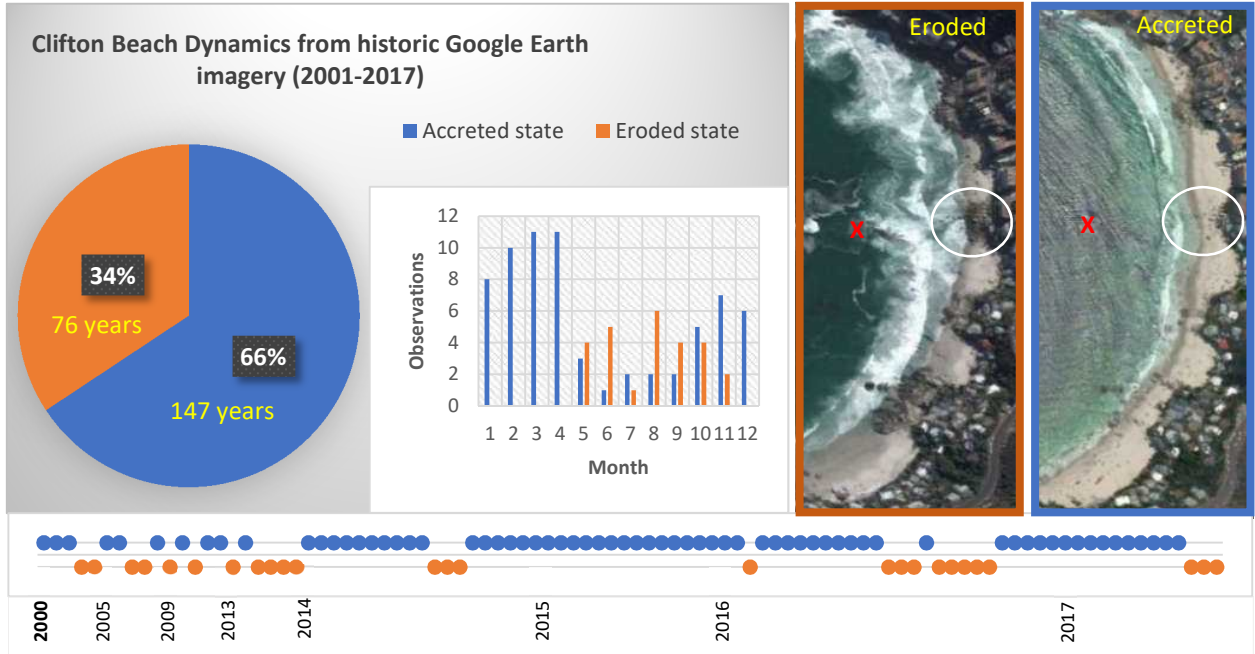 Clifton Beach Dynamics from historic Google Earth
imagery (2001-2017)
Accreted state Eroded state
34%
76 years
66%
147 years
Observations
12
10
8
6
4
2
0
1 2 3 4 5 6 7 8 9 10 11 12
Month
Eroded
X
Accreted
X
2000 2005 2009 2013 2014 2015 2016 2017